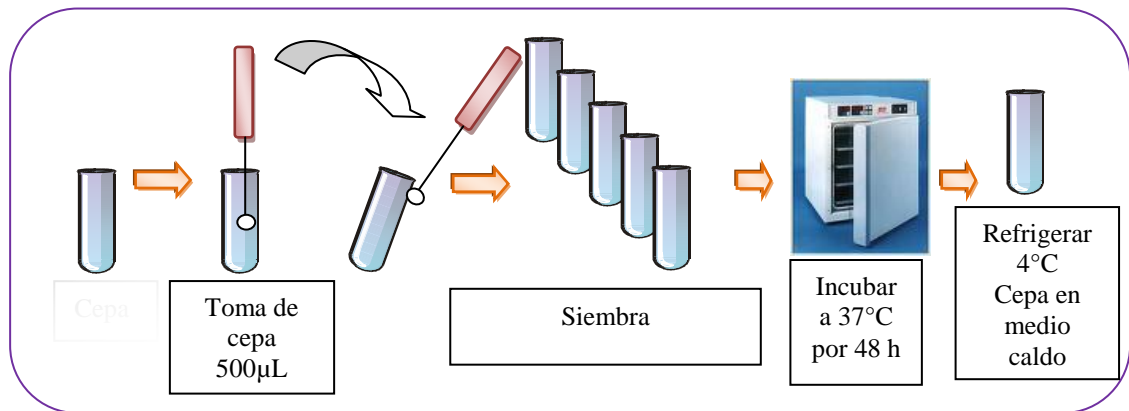 Cepa
Toma de
cepa
500µL
Siembra
Incubar
a 37°C
por 48 h
Refrigerar
4°C
Cepa en
medio
caldo